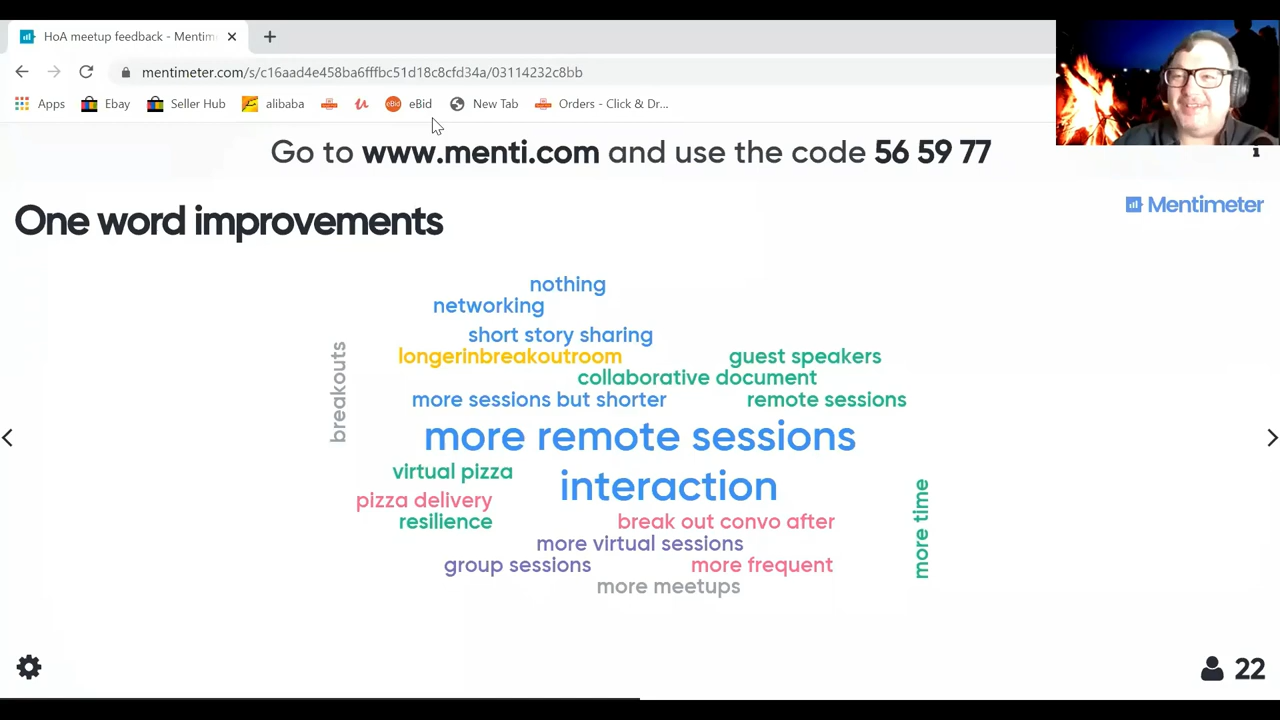 HoA meetup feedback - Mentim
mentimeter.com/s/c16aad4e458ba6fffbc51d18c8cfd34a/03114232c8bb
Apps Ebay Seller Hub alibaba eBid New Tab Orders - Click & Dr...
Go to www.menti.com and use the code 56 59 77
Mentimeter
One word improvements
nothing
networking
short story sharing
breakouts
longerinbreakoutroom
guest speakers
collaborative document
more sessions but shorter
remote sessions
more remote sessions
virtual pizza
interaction
pizza delivery
resilience
break out convo after
more time
more virtual sessions
group sessions
more frequent
more meetups
22